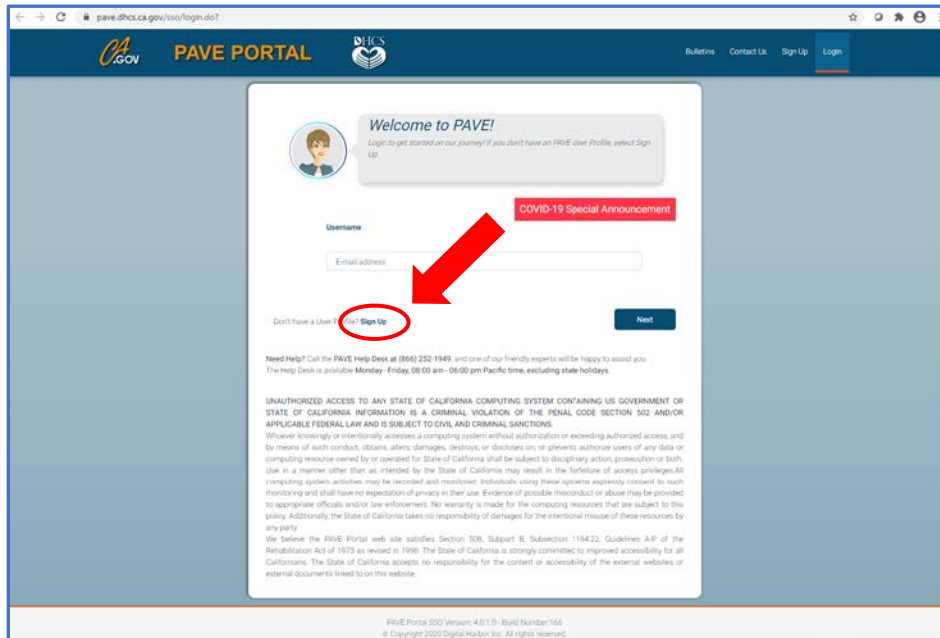 pave.dhcs.ca.gov/sso/login.do?
CA.GOV
PAVE PORTAL
DHCS
Bulletins
Contact Us
Sign Up
Login
Welcome to PAVE!
Login to get started on our journey! If you don't have an PAVE User Profile, select Sign
Up
COVID-19 Special Announcement
Username
E-mail address
Don't have a User Profile? Sign Up
Next
Need Help? Call the PAVE Help Desk at (866) 252-1949, and one of our friendly experts will be happy to assist you
The Help Desk is available Monday - Friday, 08:00 am - 06:00 pm Pacific time, excluding state holidays.
UNAUTHORIZED ACCESS TO ANY STATE OF CALIFORNIA COMPUTING SYSTEM CONTAINING US GOVERNMENT OR
STATE OF CALIFORNIA INFORMATION IS A CRIMINAL VIOLATION OF THE PENAL CODE SECTION 502 AND/OR
APPLICABLE FEDERAL LAW AND IS SUBJECT TO CIVIL AND CRIMINAL SANCTIONS.
Whoever knowingly or intentionally accesses a computing system without authorization or exceeding authorized access, and
by means of such conduct, obtains, alters, damages, destroys, or discloses on; or prevents authorize users of any data or
computing resource owned by or operated for State of California shall be subject to disciplinary action, prosecution or both.
Use in a manner other than as intended by the State of California may result in the forfeiture of access privileges.All
computing system activities may be recorded and monitored. Individuals using these systems expressly consent to such
monitoring and shall have no expectation of privacy in their use. Evidence of possible misconduct or abuse may be provided
to appropriate officials and/or law enforcement. No warranty is made for the computing resources that are subject to this
policy. Additionally, the State of California takes no responsibility of damages for the intentional misuse of these resources by
any party.
We believe the PAVE Portal web site satisfies Section 508, Subpart B, Subsection 1194.22, Guidelines A-P of the
Rehabilitation Act of 1973 as revised in 1998. The State of California is strongly committed to improved accessibility for all
Californians. The State of California accepts no responsibility for the content or accessibility of the external websites or
external documents linked to on this website.
PAVE Portal SSO Version: 4.0.1.0 - Build Number:166
© Copyright 2020 Digital Harbor Inc. All rights reserved.